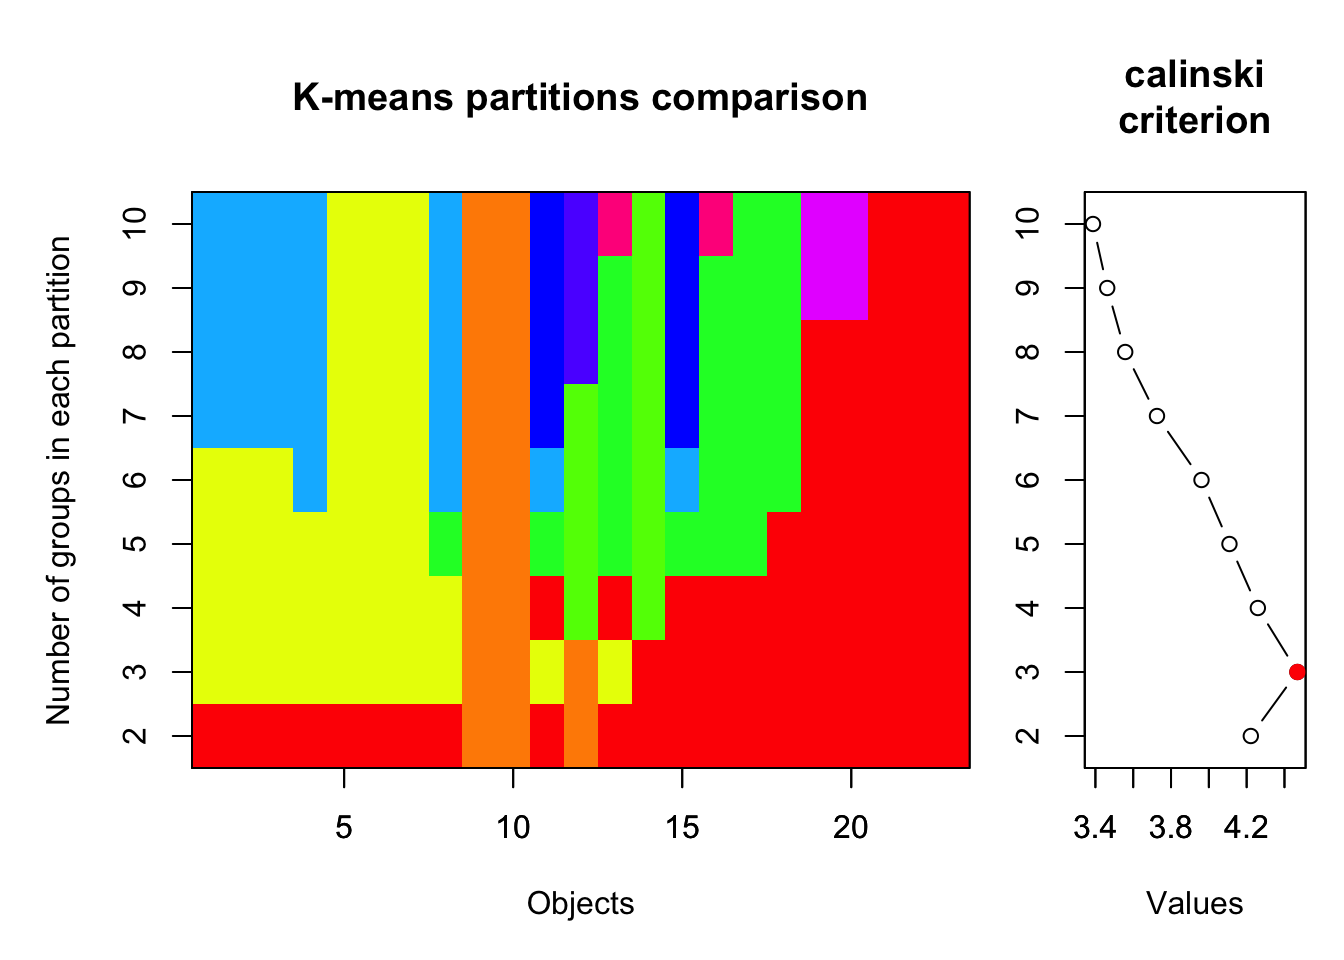 K-means partitions comparison
calinski
criterion
Number of groups in each partition
10
9
8
7
6
5
4
3
2
5 10 15 20
Objects
10
9
8
7
6
5
4
3
2
3.4 3.8 4.2
Values